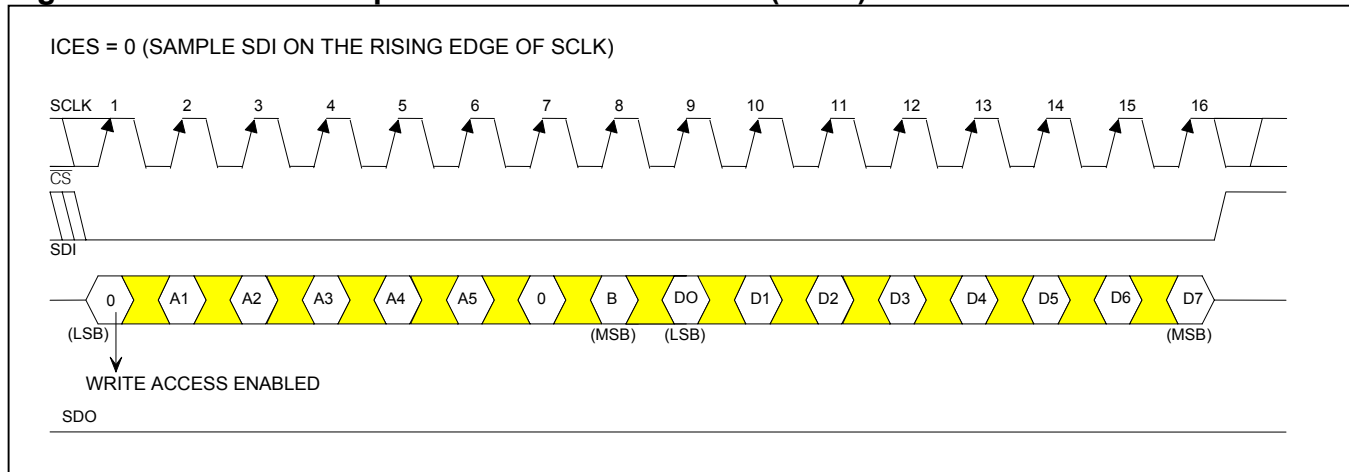 ICES = 0 (SAMPLE SDI ON THE RISING EDGE OF SCLK)
SCLK 1 2 3 4 5 6 7 8 9 10 11 12 13 14 15 16
CS
SDI
0 A1 A2 A3 A4 A5 0 B DO D1 D2 D3 D4 D5 D6 D7
(LSB) (MSB) (LSB) (MSB)
WRITE ACCESS ENABLED
SDO